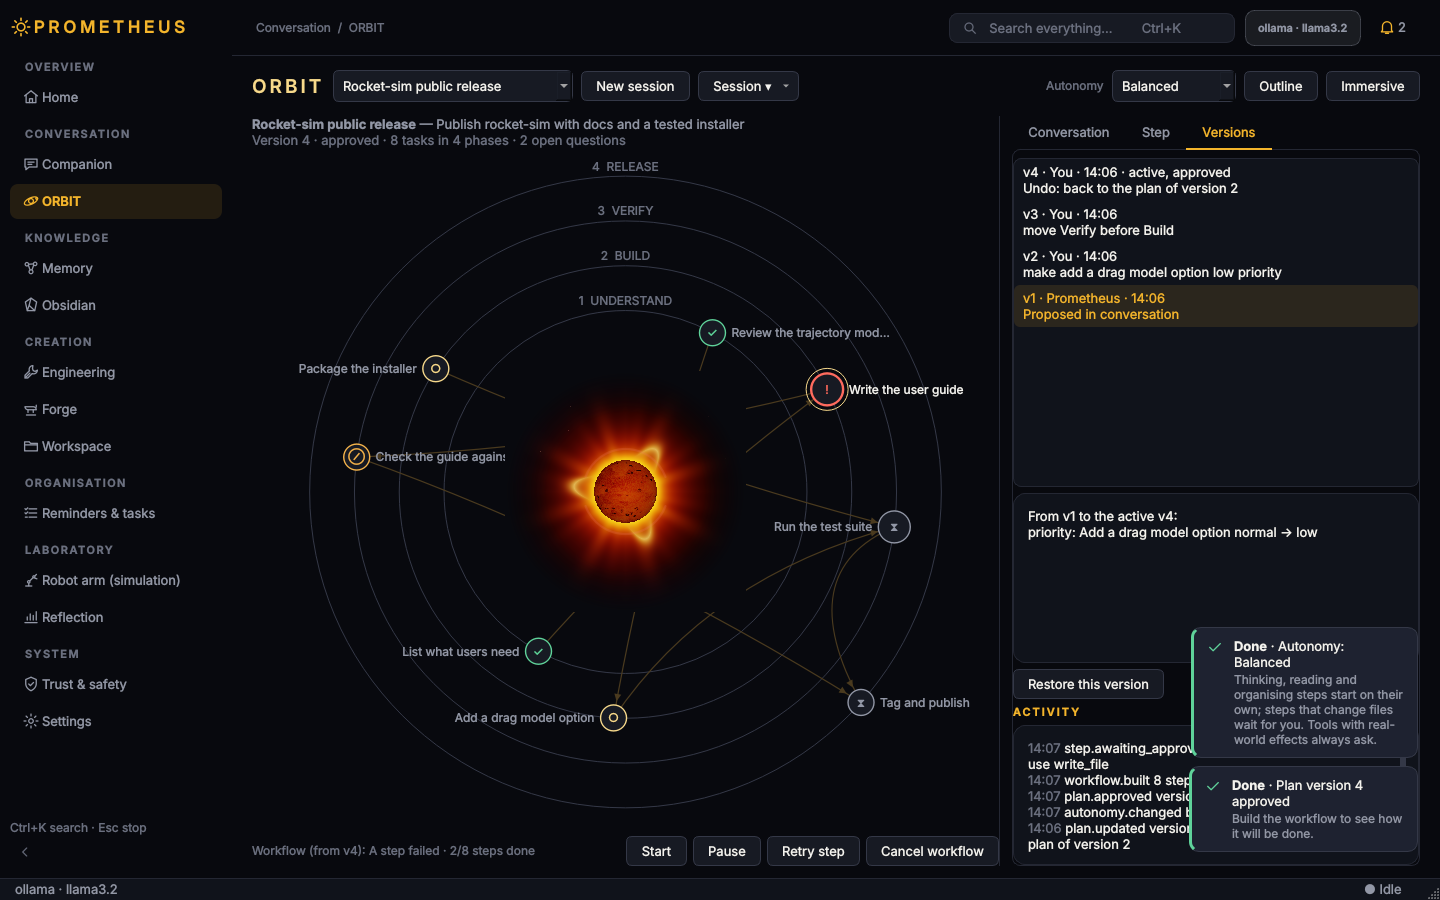 PROMETHEUS
Conversation / ORBIT
Search everything... Ctrl+K
ollama · llama3.2
2
OVERVIEW
Home
CONVERSATION
Companion
ORBIT
KNOWLEDGE
Memory
Obsidian
CREATION
Engineering
Forge
Workspace
ORGANISATION
Reminders & tasks
LABORATORY
Robot arm (simulation)
Reflection
SYSTEM
Trust & safety
Settings
Ctrl+K search · Esc stop
ORBIT
Rocket-sim public release
New session
Session ▾
Autonomy
Balanced
Outline
Immersive
Rocket-sim public release — Publish rocket-sim with docs and a tested installer
Version 4 · approved · 8 tasks in 4 phases · 2 open questions
4 RELEASE
3 VERIFY
2 BUILD
1 UNDERSTAND
Review the trajectory mod...
Package the installer
Write the user guide
Check the guide agains
Run the test suite
List what users need
Add a drag model option
Tag and publish
Workflow (from v4): A step failed · 2/8 steps done
Start
Pause
Retry step
Cancel workflow
Conversation
Step
Versions
v4 · You · 14:06 · active, approved
Undo: back to the plan of version 2
v3 · You · 14:06
move Verify before Build
v2 · You · 14:06
make add a drag model option low priority
v1 · Prometheus · 14:06
Proposed in conversation
From v1 to the active v4:
priority: Add a drag model option normal → low
Restore this version
ACTIVITY
14:07 step.awaiting_approv
use write_file
14:07 workflow.built 8 step
14:07 plan.approved versio
14:07 autonomy.changed b
14:06 plan.updated version
plan of version 2
Done · Autonomy:
Balanced
Thinking, reading and
organising steps start on their
own; steps that change files
wait for you. Tools with real-
world effects always ask.
Done · Plan version 4
approved
Build the workflow to see how
it will be done.
ollama · llama3.2
Idle